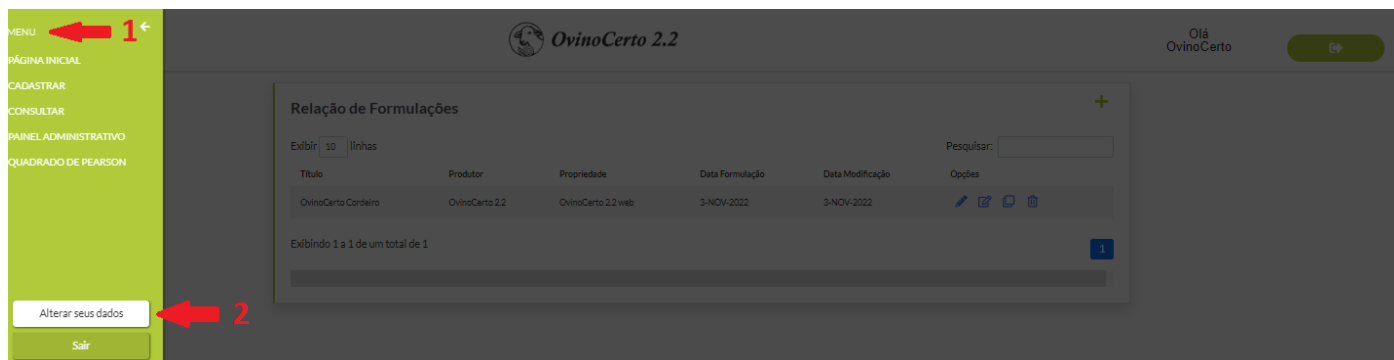 MENU
1
PÁGINA INICIAL
CADASTRAR
CONSULTAR
PAINEL ADMINISTRATIVO
QUADRADO DE PEARSON
Alterar seus dados
2
Sair
OvinoCerto 2.2
Olá
OvinoCerto
Relação de Formulações
Exibir 10 linhas
Pesquisar:
Título Produtor Propriedade Data Formulação Data Modificação Opções
OvinoCerto Cordeiro OvinoCerto 2.2 OvinoCerto 2.2 web 3-NOV-2022 3-NOV-2022
Exibindo 1 a 1 de um total de 1
1